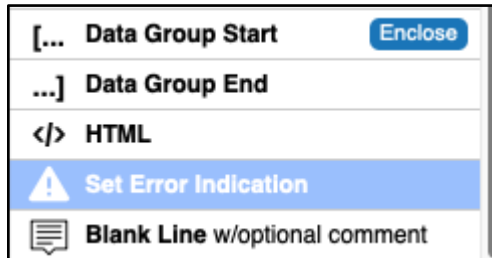 [... Data Group Start Enclose
...] Data Group End
</> HTML
Set Error Indication
Blank Line w/optional comment